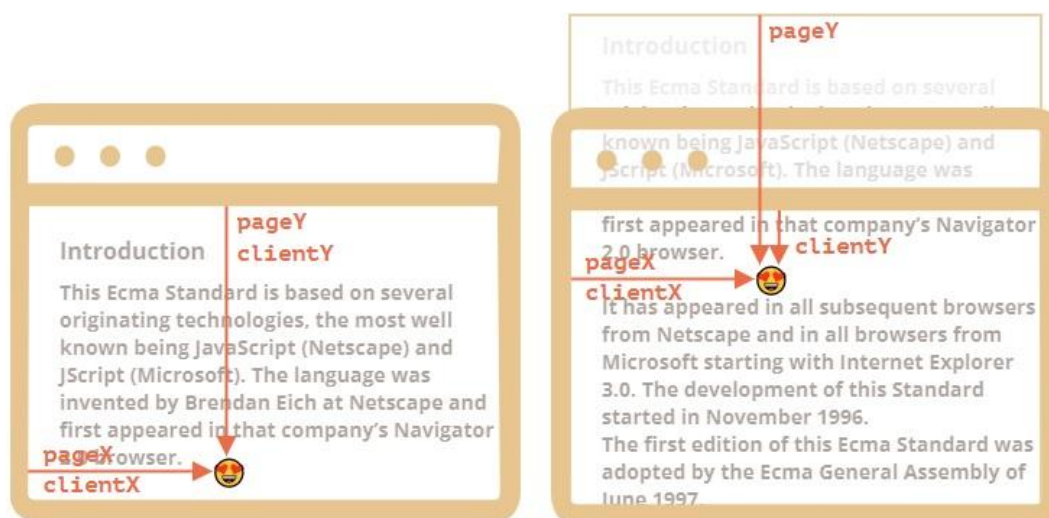 pageY
clientY
Introduction
This Ecma Standard is based on several
originating technologies, the most well
known being JavaScript (Netscape) and
JScript (Microsoft). The language was
invented by Brendan Eich at Netscape and
first appeared in that company's Navigator
browser.
pageX
clientX
pageY
Introduction
This Ecma Standard is based on several
known being JavaScript (Netscape) and
JScript (Microsoft). The language was
first appeared in that company's Navigator
2.0 browser.
clientY
pageX
clientX
It has appeared in all subsequent browsers
from Netscape and in all browsers from
Microsoft starting with Internet Explorer
3.0. The development of this Standard
started in November 1996.
The first edition of this Ecma Standard was
adopted by the Ecma General Assembly of
June 1997.